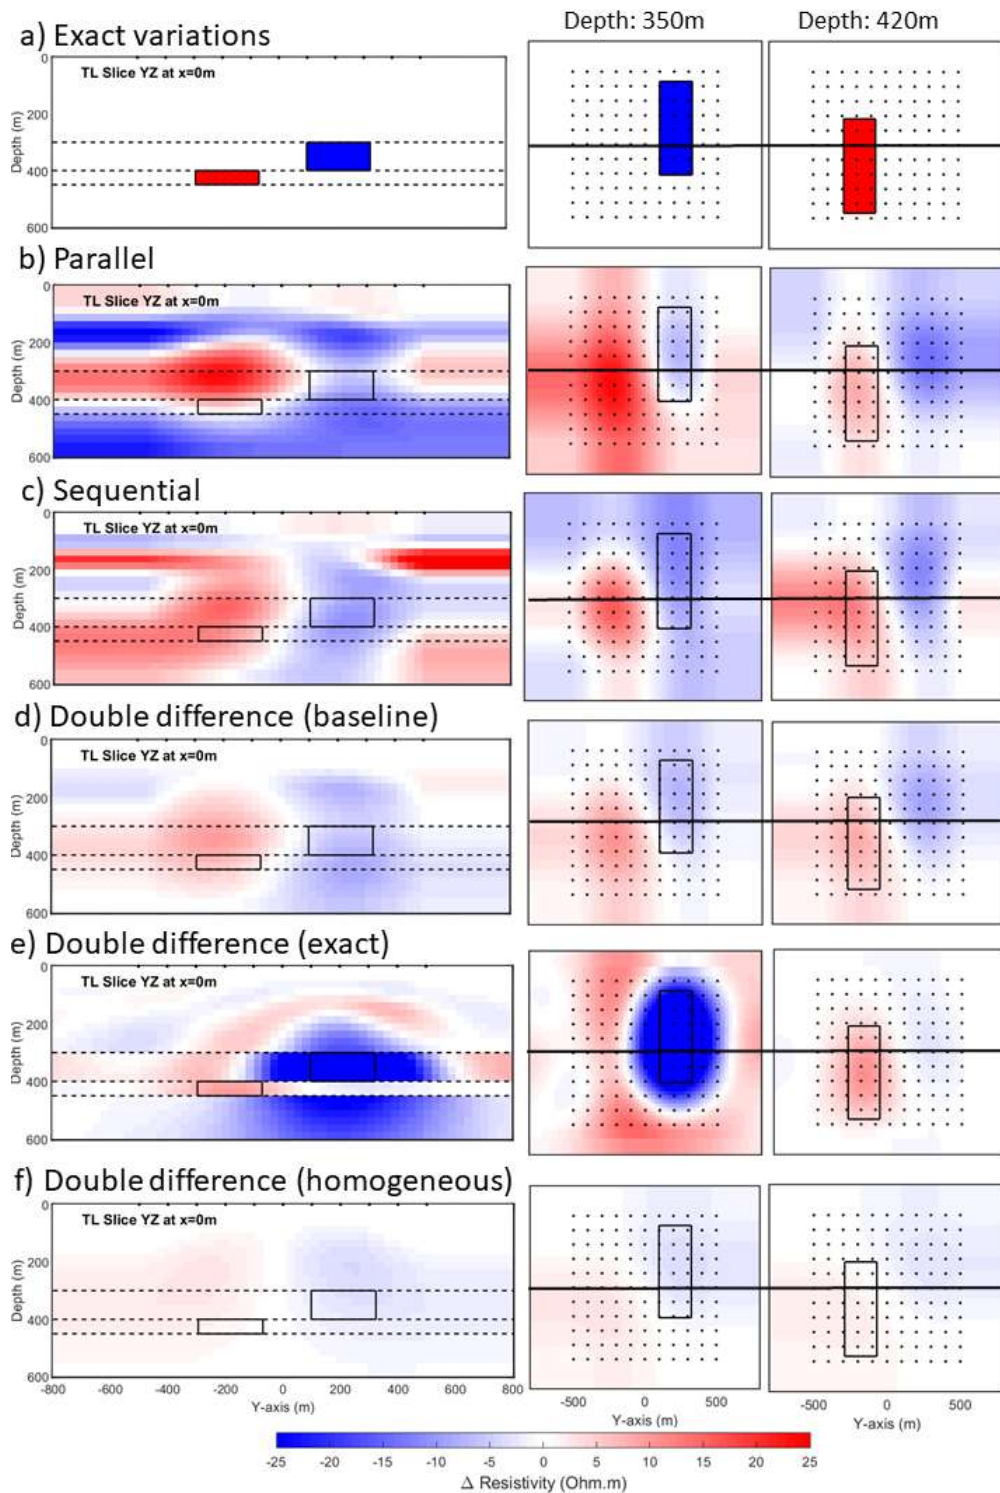 Depth: 350m
Depth: 420m
a) Exact variations
TL Slice YZ at x=0m
0
200
400
600
Depth (m)
b) Parallel
TL Slice YZ at x=0m
0
200
400
600
Depth (m)
c) Sequential
TL Slice YZ at x=0m
0
200
400
600
Depth (m)
d) Double difference (baseline)
TL Slice YZ at x=0m
0
200
400
600
Depth (m)
e) Double difference (exact)
TL Slice YZ at x=0m
0
200
400
600
Depth (m)
f) Double difference (homogeneous)
TL Slice YZ at x=0m
0
200
400
600
Depth (m)
-800 -600 -400 -200 0 200 400 600 800
Y-axis (m)
-500 0 500
Y-axis (m)
-500 0 500
Y-axis (m)
-25 -20 -15 -10 -5 0 5 10 15 20 25
Δ Resistivity (Ohm.m)